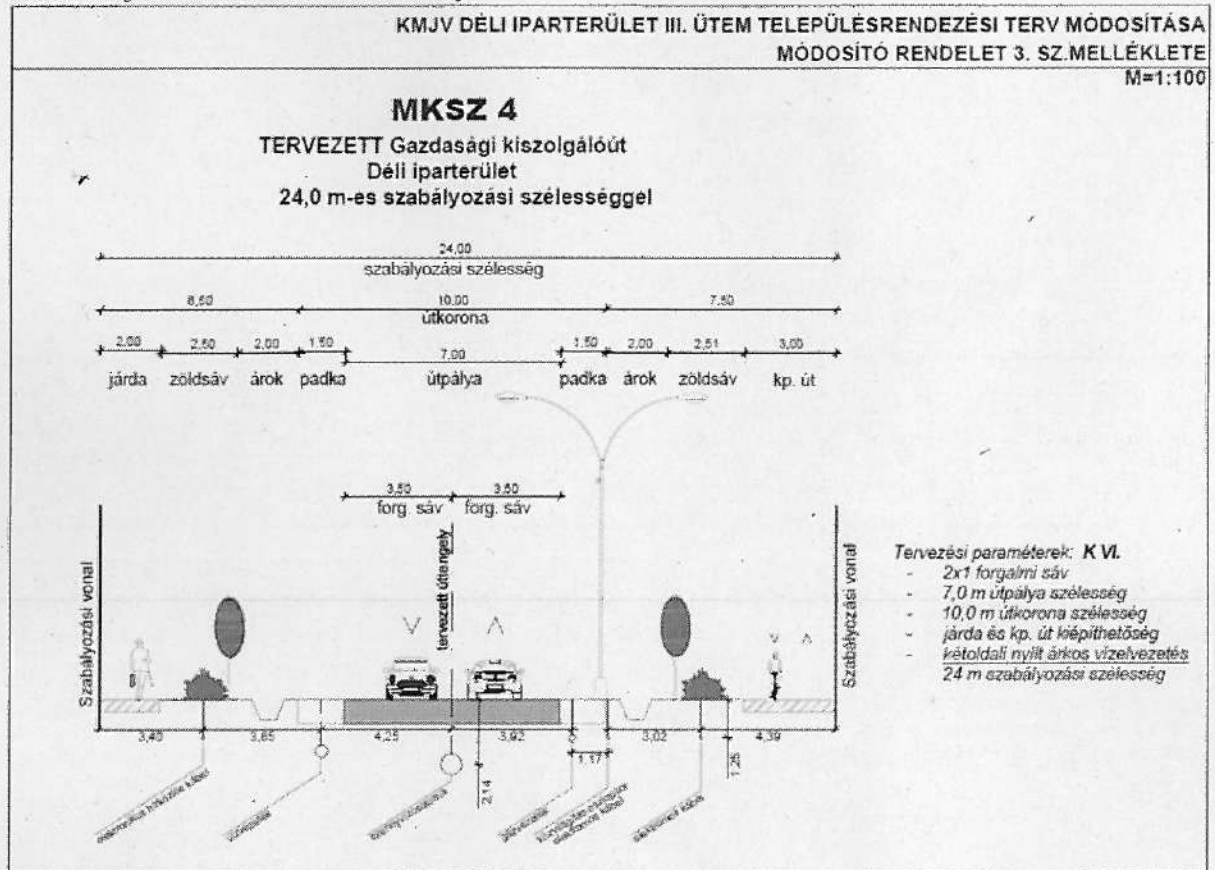 KMJV DÉLI IPARTERÜLET III. ÜTEM TELEPÜLÉSRENDEZÉSI TERV MÓDOSÍTÁSA
MÓDOSÍTÓ RENDELET 3. SZ.MELLÉKLETE
M=1:100
MKSZ 4
TERVEZETT Gazdasági kiszolgálóút
Déli iparterület
24,0 m-es szabályozási szélességgel
24,00
szabályozási szélesség
6,50 10,00 7,50
útkorona
2,00 2,50 2,00 1,50 7,00 1,50 2,00 2,51 3,00
járda zöldsáv árok padka útpálya padka árok zöldsáv kp. út
3,50 3,50
forg. sáv forg. sáv
Szabályozási vonal
tervezett úttengely
Szabályozási vonal
Tervezési paraméterek: K VI.
- 2x1 forgalmi sáv
- 7,0 m útpálya szélesség
- 10,0 m útkorona szélesség
- járda és kp. út kiépíthetőség
- kétoldali nyílt árkos vízelvezetés
24 m szabályozási szélesség
3,40 3,85 4,25 3,92 3,02 4,39
1,17
2,14
1,25